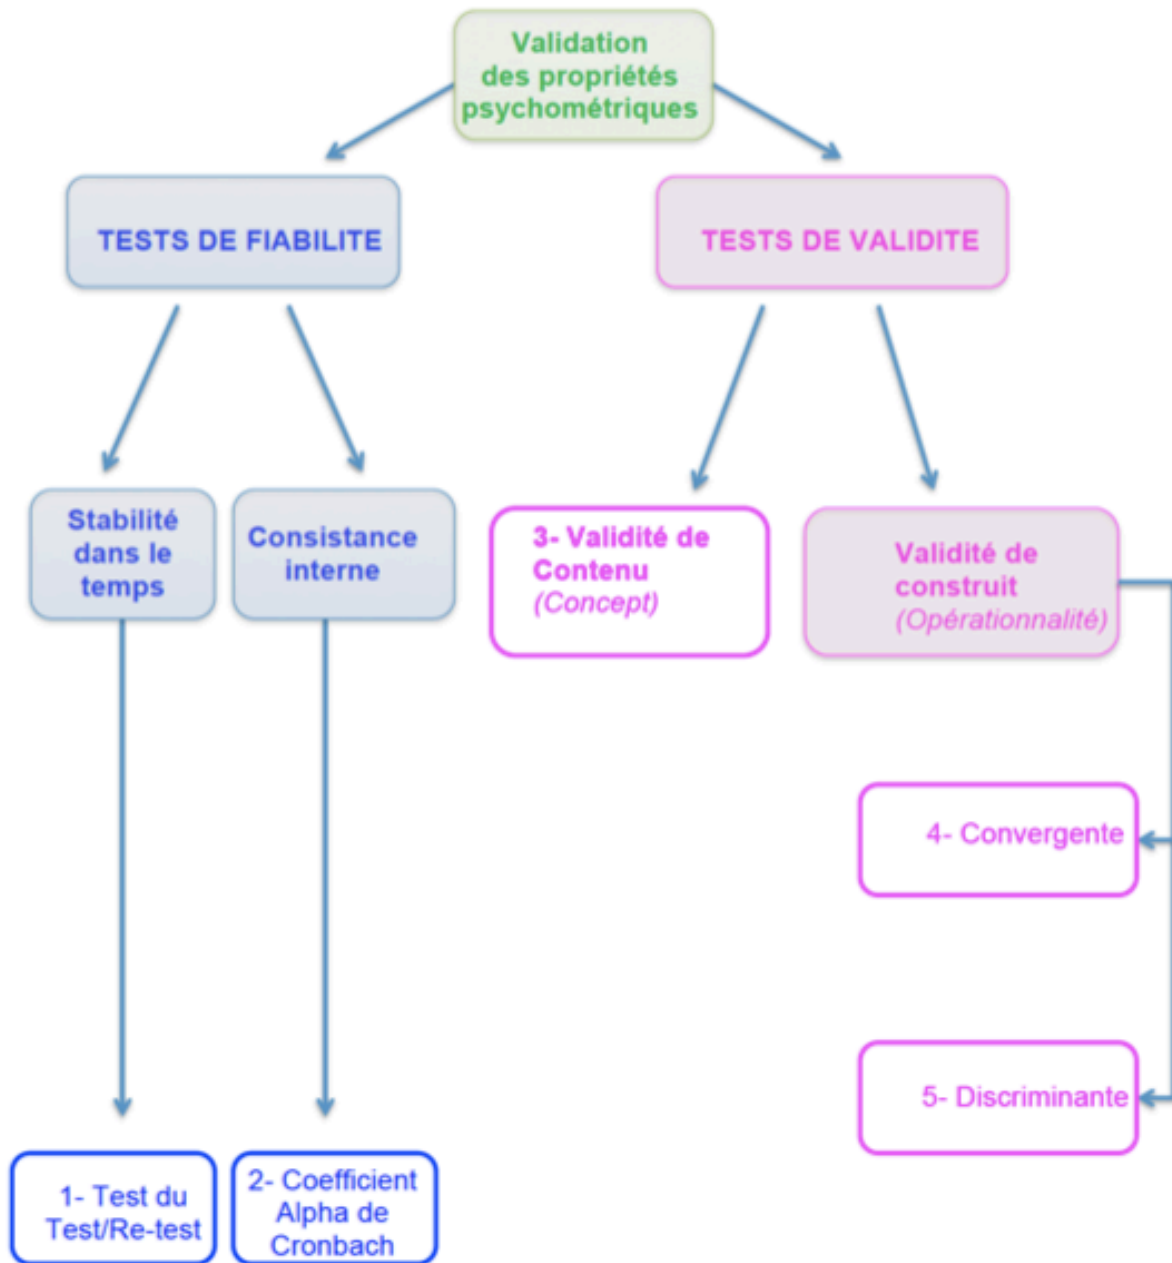 Validation
des propriétés
psychométriques
TESTS DE FIABILITE
TESTS DE VALIDITE
Stabilité
dans le
temps
Consistance
interne
3- Validité de
Contenu
(Concept)
Validité de
construit
(Opérationnalité)
4- Convergente
5- Discriminante
1- Test du
Test/Re-test
2- Coefficient
Alpha de
Cronbach